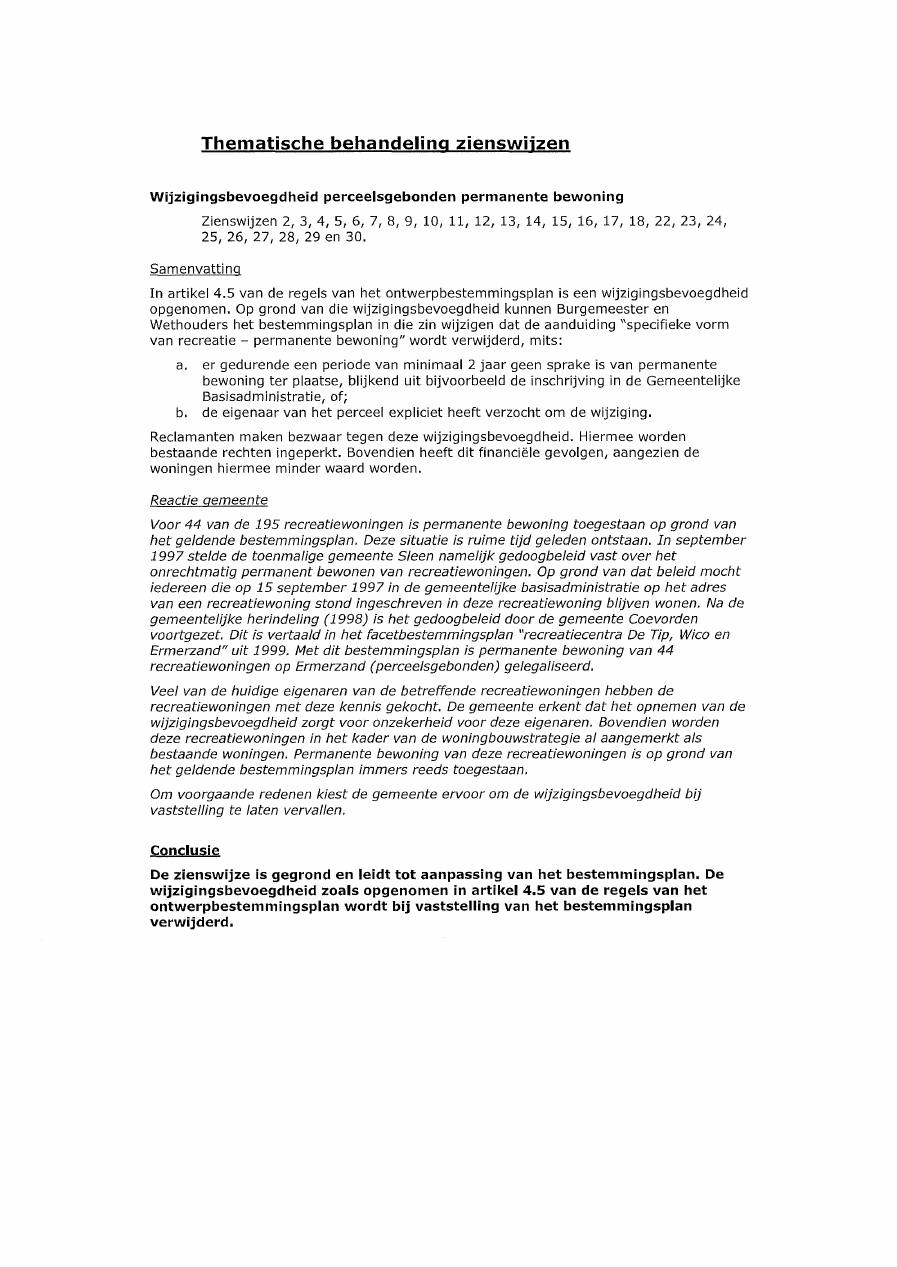 Thematische behandeling zienswijzen
Wijzigingsbevoegdheid perceelsgebonden permanente bewoning
Zienswijzen 2, 3, 4, 5, 6, 7, 8, 9, 10, 11, 12, 13, 14, 15, 16, 17, 18, 22, 23, 24,
25, 26, 27, 28, 29 en 30.
Samenvatting
In artikel 4.5 van de regels van het ontwerpbestemmingsplan is een wijzigingsbevoegdheid
opgenomen. Op grond van die wijzigingsbevoegdheid kunnen Burgemeester en
Wethouders het bestemmingsplan in die zin wijzigen dat de aanduiding "specifieke vorm
van recreatie – permanente bewoning" wordt verwijderd, mits:
a. er gedurende een periode van minimaal 2 jaar geen sprake is van permanente
bewoning ter plaatse, blijkend uit bijvoorbeeld de inschrijving in de Gemeentelijke
Basisadministratie, of;
b. de eigenaar van het perceel expliciet heeft verzocht om de wijziging.
Reclamanten maken bezwaar tegen deze wijzigingsbevoegdheid. Hiermee worden
bestaande rechten ingeperkt. Bovendien heeft dit financiële gevolgen, aangezien de
woningen hiermee minder waard worden.
Reactie gemeente
Voor 44 van de 195 recreatiewoningen is permanente bewoning toegestaan op grond van
het geldende bestemmingsplan. Deze situatie is ruime tijd geleden ontstaan. In september
1997 stelde de toenmalige gemeente Sleen namelijk gedoogbeleid vast over het
onrechtmatig permanent bewonen van recreatiewoningen. Op grond van dat beleid mocht
iedereen die op 15 september 1997 in de gemeentelijke basisadministratie op het adres
van een recreatiewoning stond ingeschreven in deze recreatiewoning blijven wonen. Na de
gemeentelijke herindeling (1998) is het gedoogbeleid door de gemeente Coevorden
voortgezet. Dit is vertaald in het facetbestemmingsplan "recreatiecentra De Tip, Wico en
Ermerzand" uit 1999. Met dit bestemmingsplan is permanente bewoning van 44
recreatiewoningen op Ermerzand (perceelsgebonden) gelegaliseerd.
Veel van de huidige eigenaren van de betreffende recreatiewoningen hebben de
recreatiewoningen met deze kennis gekocht. De gemeente erkent dat het opnemen van de
wijzigingsbevoegdheid zorgt voor onzekerheid voor deze eigenaren. Bovendien worden
deze recreatiewoningen in het kader van de woningbouwstrategie al aangemerkt als
bestaande woningen. Permanente bewoning van deze recreatiewoningen is op grond van
het geldende bestemmingsplan immers reeds toegestaan.
Om voorgaande redenen kiest de gemeente ervoor om de wijzigingsbevoegdheid bij
vaststelling te laten vervallen.
Conclusie
De zienswijze is gegrond en leidt tot aanpassing van het bestemmingsplan. De
wijzigingsbevoegdheid zoals opgenomen in artikel 4.5 van de regels van het
ontwerpbestemmingsplan wordt bij vaststelling van het bestemmingsplan
verwijderd.